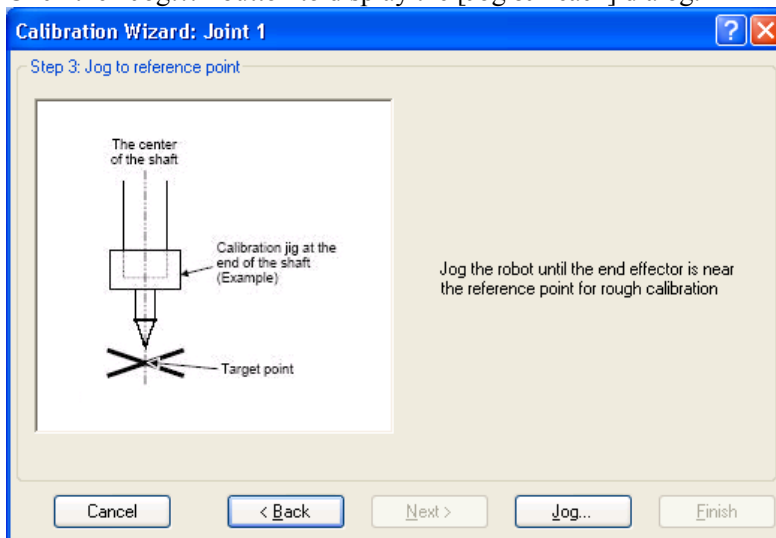 Calibration Wizard: Joint 1
Step 3: Jog to reference point
The center
of the shaft
Calibration jig at the
end of the shaft
(Example)
Target point
Jog the robot until the end effector is near
the reference point for rough calibration
Cancel
< Back
Next >
Jog...
Finish